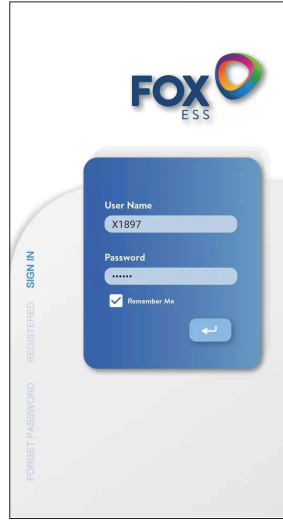 FOX
ESS
User Name
X1897
Password
••••••
Remember Me
SIGN IN
REGISTERED
FORGET PASSWORD